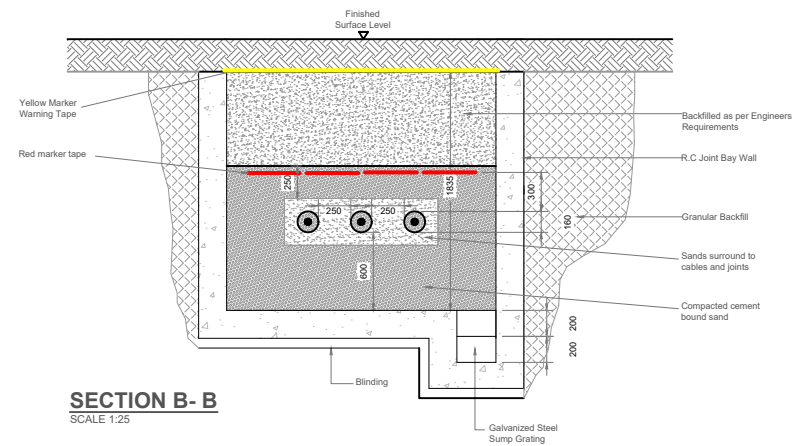 Finished
Surface Level
Yellow Marker
Warning Tape
Backfilled as per Engineers
Requirements
Red marker tape
R.C Joint Bay Wall
250
1835
300
250
250
160
Granular Backfill
600
Sands surround to
cables and joints
Compacted cement
bound sand
200
200
Blinding
SECTION B- B
SCALE 1:25
Galvanized Steel
Sump Grating